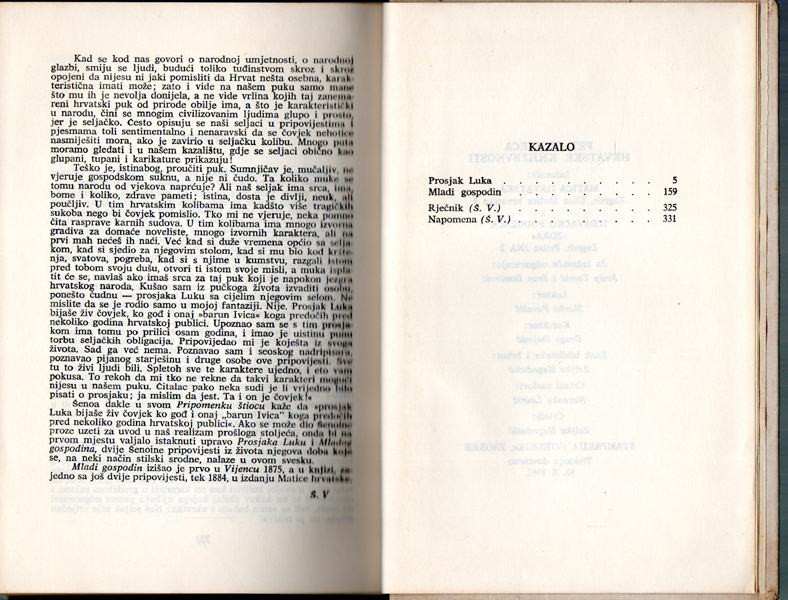 Kad se kod nas govori o narodnoj umjetnosti, o narodnoj
glazbi, smiju se ljudi, budući toliko tuđinstvom skroz i skroz
opojeni da nijesu ni jaki pomisliti da Hrvat nešta osebna, karak-
teristična imati može; zato i vide na našem puku samo mane
što mu ih je nevolja donijela, a ne vide vrlina kojih taj zanema-
reni hrvatski puk od prirode obilje ima, a što je karakteristički
u narodu, čini se mnogim civilizovanim ljudima glupo i prosto,
jer je seljačko. Često opisuju se naši seljaci u pripovijestima i
pjesmama toli sentimentalno i nenaravski da se čovjek nehotice
nasmiješiti mora, ako je zavirio u seljačku kolibu. Mnogo puta
moramo gledati i u našem kazalištu, gdje se seljaci obično kao
glupani, tupani i karikature prikazuju!
Teško je, istinabog, proučiti puk. Sumnjičav je, mučaljiv, ne
vjeruje gospodskom suknu, a nije ni čudo. Ta koliko muke se
tomu narodu od vjekova naprćuje? Ali naš seljak ima srca, ima,
bome i koliko, zdrave pameti; istina, dosta je divlji, neuk, ali
poučljiv. U tim hrvatskim kolibama ima kadšto više tragičkih
sukoba nego bi čovjek pomislio. Tko mi ne vjeruje, neka pomno
čita rasprave karnih sudova. U tim kolibama ima mnogo izvorna
gradiva za domaće noveliste, mnogo izvornih karaktera, ali na
prvi mah nećeš ih naći. Već kad si duže vremena općio sa selja-
kom, kad si sjedio za njegovim stolom, kad si mu bio kod krste-
nja, svatova, pogreba, kad si s njime u kumstvu, razgali istom
pred tobom svoju dušu, otvori ti istom svoje misli, a muka ispla-
tit će se, navlaš ako imaš srca za taj puk koji je napokon jezgra
hrvatskog naroda. Kušao sam iz pučkoga života izvaditi osobu,
ponešto čudnu — prosjaka Luku sa cijelim njegovim selom. Ne
mislite da se je rodio samo u mojoj fantaziji. Nije. Prosjak Luka
bijaše živ čovjek, ko god i onaj »barun Ivica« koga predočih pred
nekoliko godina hrvatskoj publici. Upoznao sam se s tim prosja-
kom ima tomu po prilici osam godina, i imao je uistinu punu
torbu seljačkih obligacija. Pripovijedao mi je koješta iz svoga
života. Sad ga već nema. Poznavao sam i seoskog nadripisara,
poznavao pijanog starješinu i druge osobe ove pripovijesti. Sve
tu to živi ljudi bili. Spletoh sve te karaktere ujedno, i eto vam
pokusa. To rekoh da mi tko ne rekne da takvi karakteri mogući
nijesu u našem puku. Čitalac pako neka sudi je li vrijedno bilo
pisati o prosjaku; ja mislim da jest. Ta i on je čovjek!«
Šenoa dakle u svom Pripomenku štiocu kaže da »prosjak
Luka bijaše živ čovjek ko god i onaj „barun Ivica" koga predočih
pred nekoliko godina hrvatskoj publici«. Ako se može dio Šenoine
proze uzeti za uvod u naš realizam prošloga stoljeća, onda bi na
prvom mjestu valjalo istaknuti upravo Prosjaka Luku i Mladog
gospodina, dvije Šenoine pripovijesti iz života njegova doba koje
se, na neki način stilski srodne, nalaze u ovom svesku.
Mladi gospodin izišao je prvo u Vijencu 1875, a u knjizi, za-
jedno sa još dvije pripovijesti, tek 1884, u izdanju Matice hrvatske.
Š. V
KAZALO
Prosjak Luka . . . . . . . . . 5
Mladi gospodin . . . . . . . . 159
Rječnik (Š. V.) . . . . . . . . 325
Napomena (Š. V.) . . . . . . . 331